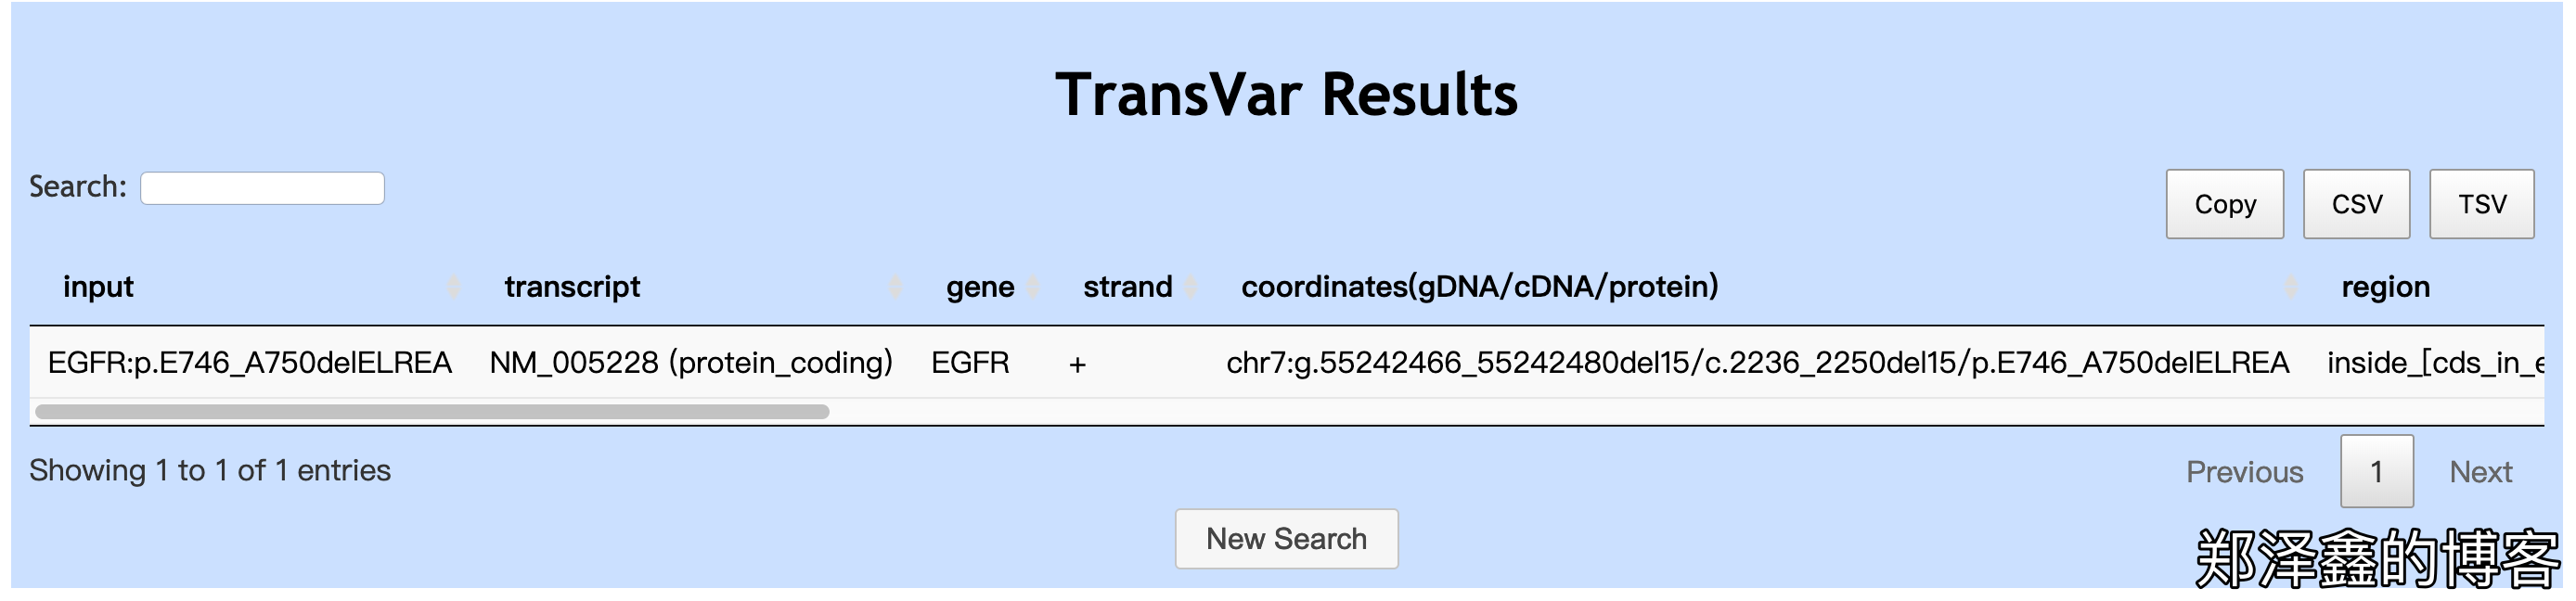 TransVar Results
Search:
Copy CSV TSV
input transcript gene strand coordinates(gDNA/cDNA/protein) region
EGFR:p.E746_A750delELREA NM_005228 (protein_coding) EGFR + chr7:g.55242466_55242480del15/c.2236_2250del15/p.E746_A750delELREA inside_[cds_in_e
Showing 1 to 1 of 1 entries
Previous 1 Next
New Search
郑泽鑫的博客